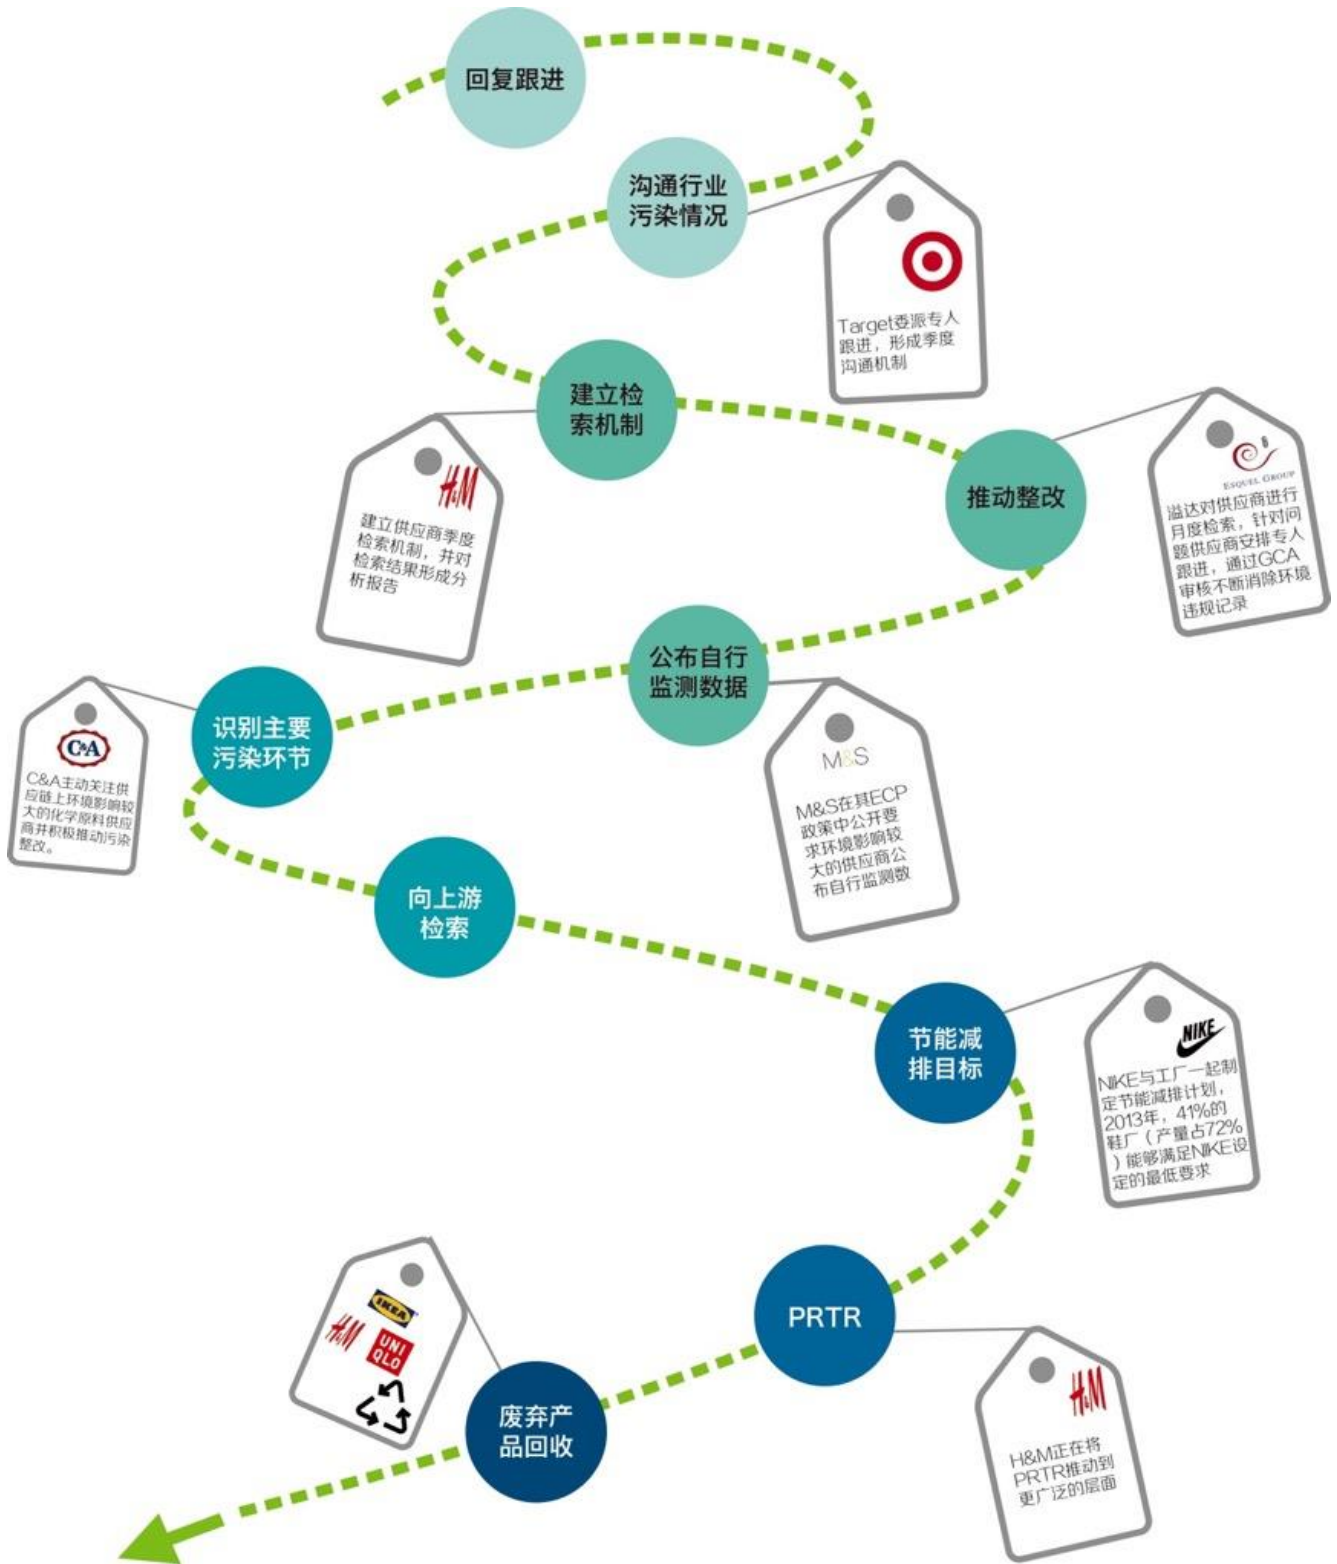 回复跟进
沟通行业
污染情况
Target委派专人
跟进，形成季度
沟通机制
建立检
索机制
H&M
建立供应商季度
检索机制，并对
检索结果形成分
析报告
推动整改
ESQUEL GROUP
溢达对供应商进行
月度检索，针对问
题供应商安排专人
跟进，通过GCA
审核不断消除环境
违规记录
公布自行
监测数据
M&S
M&S在其ECP
政策中公开要
求环境影响较
大的供应商公
布自行监测数
识别主要
污染环节
C&A
C&A主动关注供
应链上环境影响较
大的化学原料供应
商并积极推动污染
整改。
向上游
检索
节能减
排目标
NIKE
NIKE与工厂一起制
定节能减排计划，
2013年，41%的
鞋厂（产量占72%
）能够满足NIKE设
定的最低要求
PRTR
H&M
H&M正在将
PRTR推动到
更广泛的层面
废弃产
品回收
IKEA
H&M
UNI
QLO